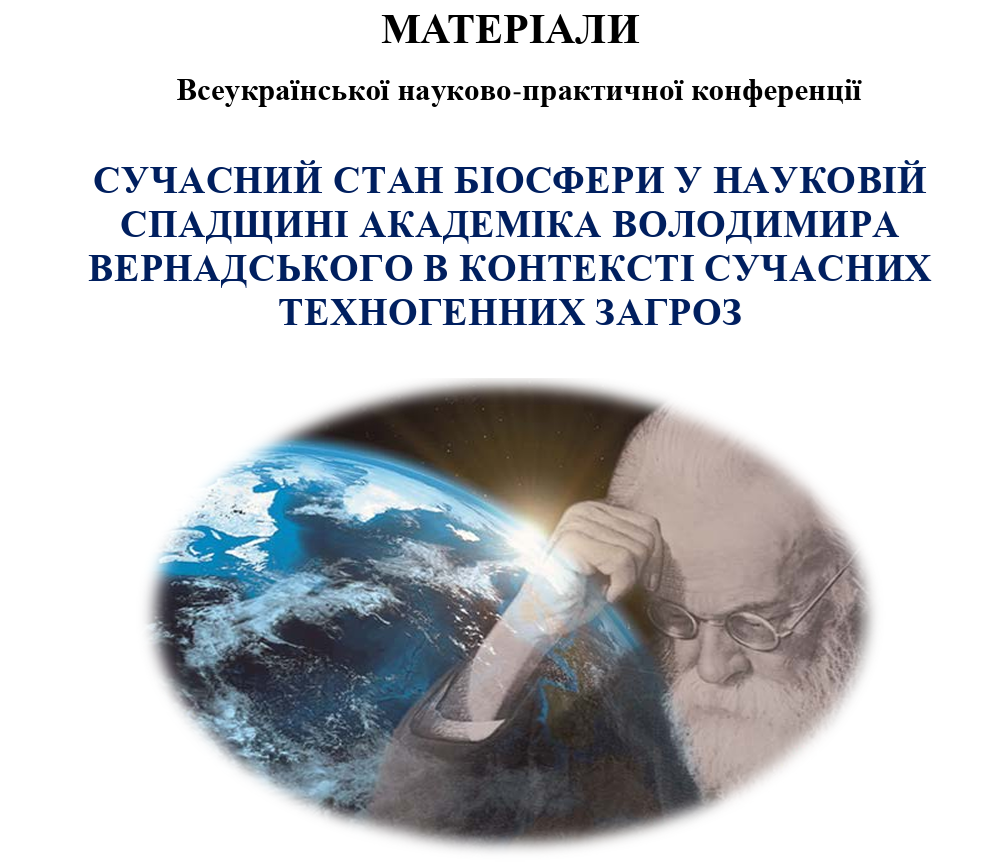 МАТЕРІАЛИ
Всеукраїнської науково-практичної конференції
СУЧАСНИЙ СТАН БІОСФЕРИ У НАУКОВІЙ
СПАДЩИНІ АКАДЕМІКА ВОЛОДИМИРА
ВЕРНАДСЬКОГО В КОНТЕКСТІ СУЧАСНИХ
ТЕХНОГЕННИХ ЗАГРОЗ